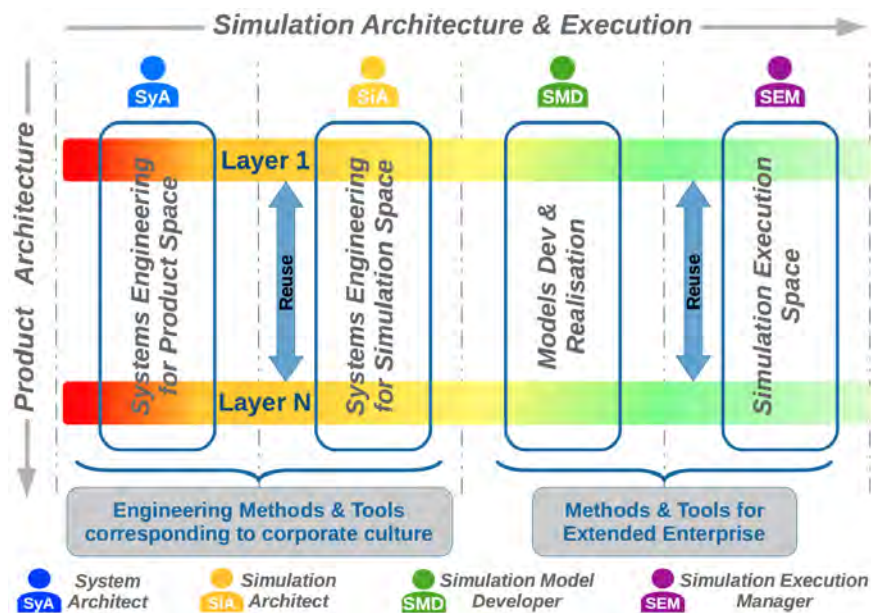 Simulation Architecture & Execution
Product Architecture
SyA
SiA
SMD
SEM
Layer 1
Systems Engineering
for Product Space
Reuse
Systems Engineering
for Simulation Space
Models Dev &
Realisation
Reuse
Simulation Execution
Space
Layer N
Engineering Methods & Tools
corresponding to corporate culture
Methods & Tools for
Extended Enterprise
SyA
System
Architect
SiA
Simulation
Architect
SMD
Simulation Model
Developer
SEM
Simulation Execution
Manager